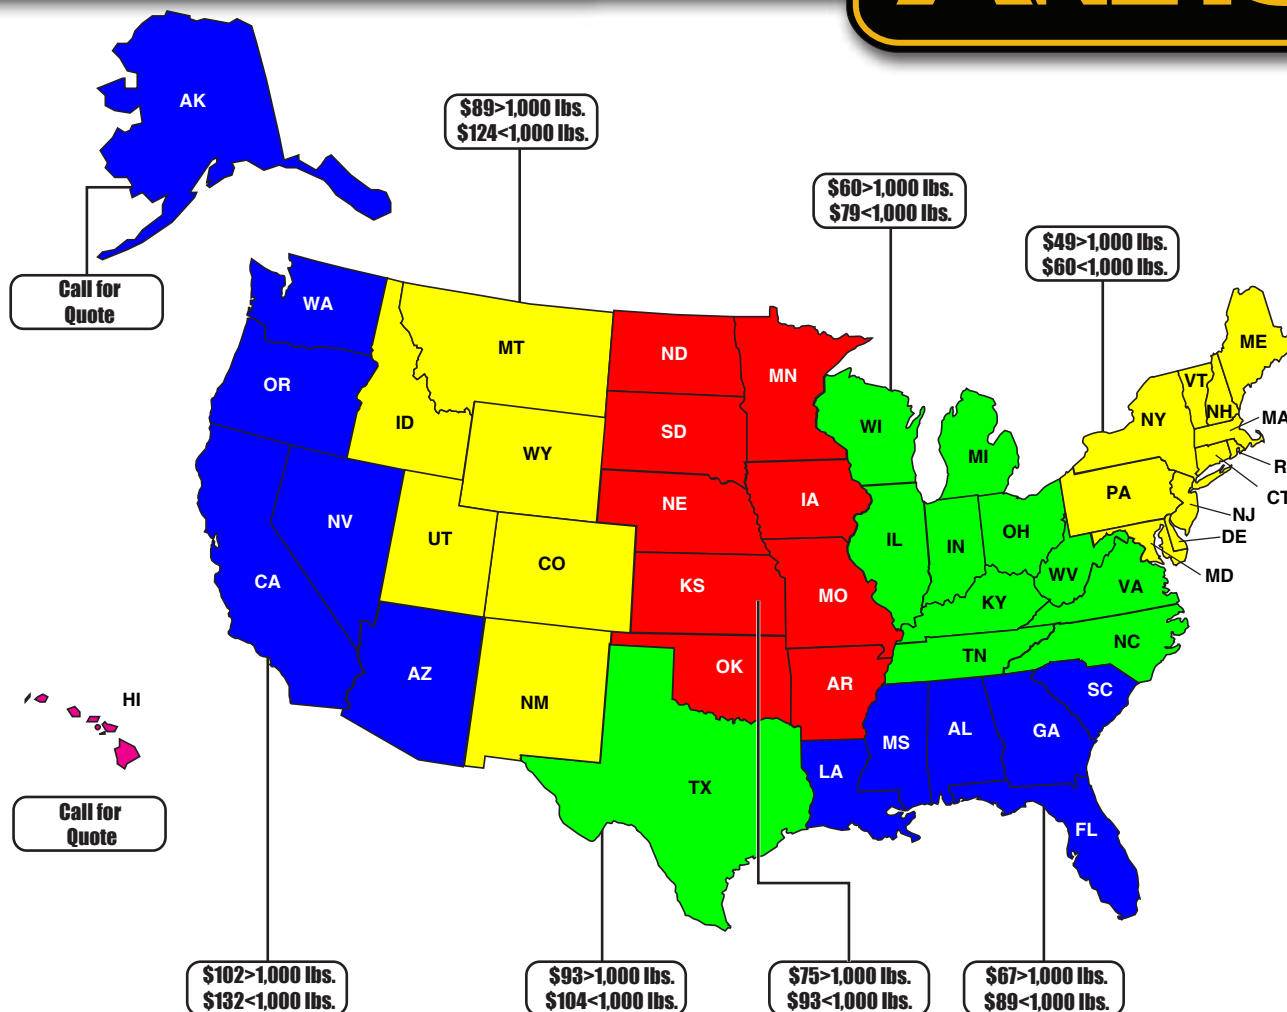 AK
$89>1,000 lbs.
$124<1,000 lbs.
$60>1,000 lbs.
$79<1,000 lbs.
$49>1,000 lbs.
$60<1,000 lbs.
Call for
Quote
WA
MT
ND
MN
ME
OR
ID
SD
WI
MI
NY
VT
NH
MA
WY
NE
IA
PA
CT
NJ
DE
MD
NV
UT
CO
KS
MO
IL
IN
OH
WV
VA
KY
CA
AZ
NM
OK
AR
TN
NC
SC
HI
Call for
Quote
TX
LA
MS
AL
GA
FL
$102>1,000 lbs.
$132<1,000 lbs.
$93>1,000 lbs.
$104<1,000 lbs.
$75>1,000 lbs.
$93<1,000 lbs.
$67>1,000 lbs.
$89<1,000 lbs.